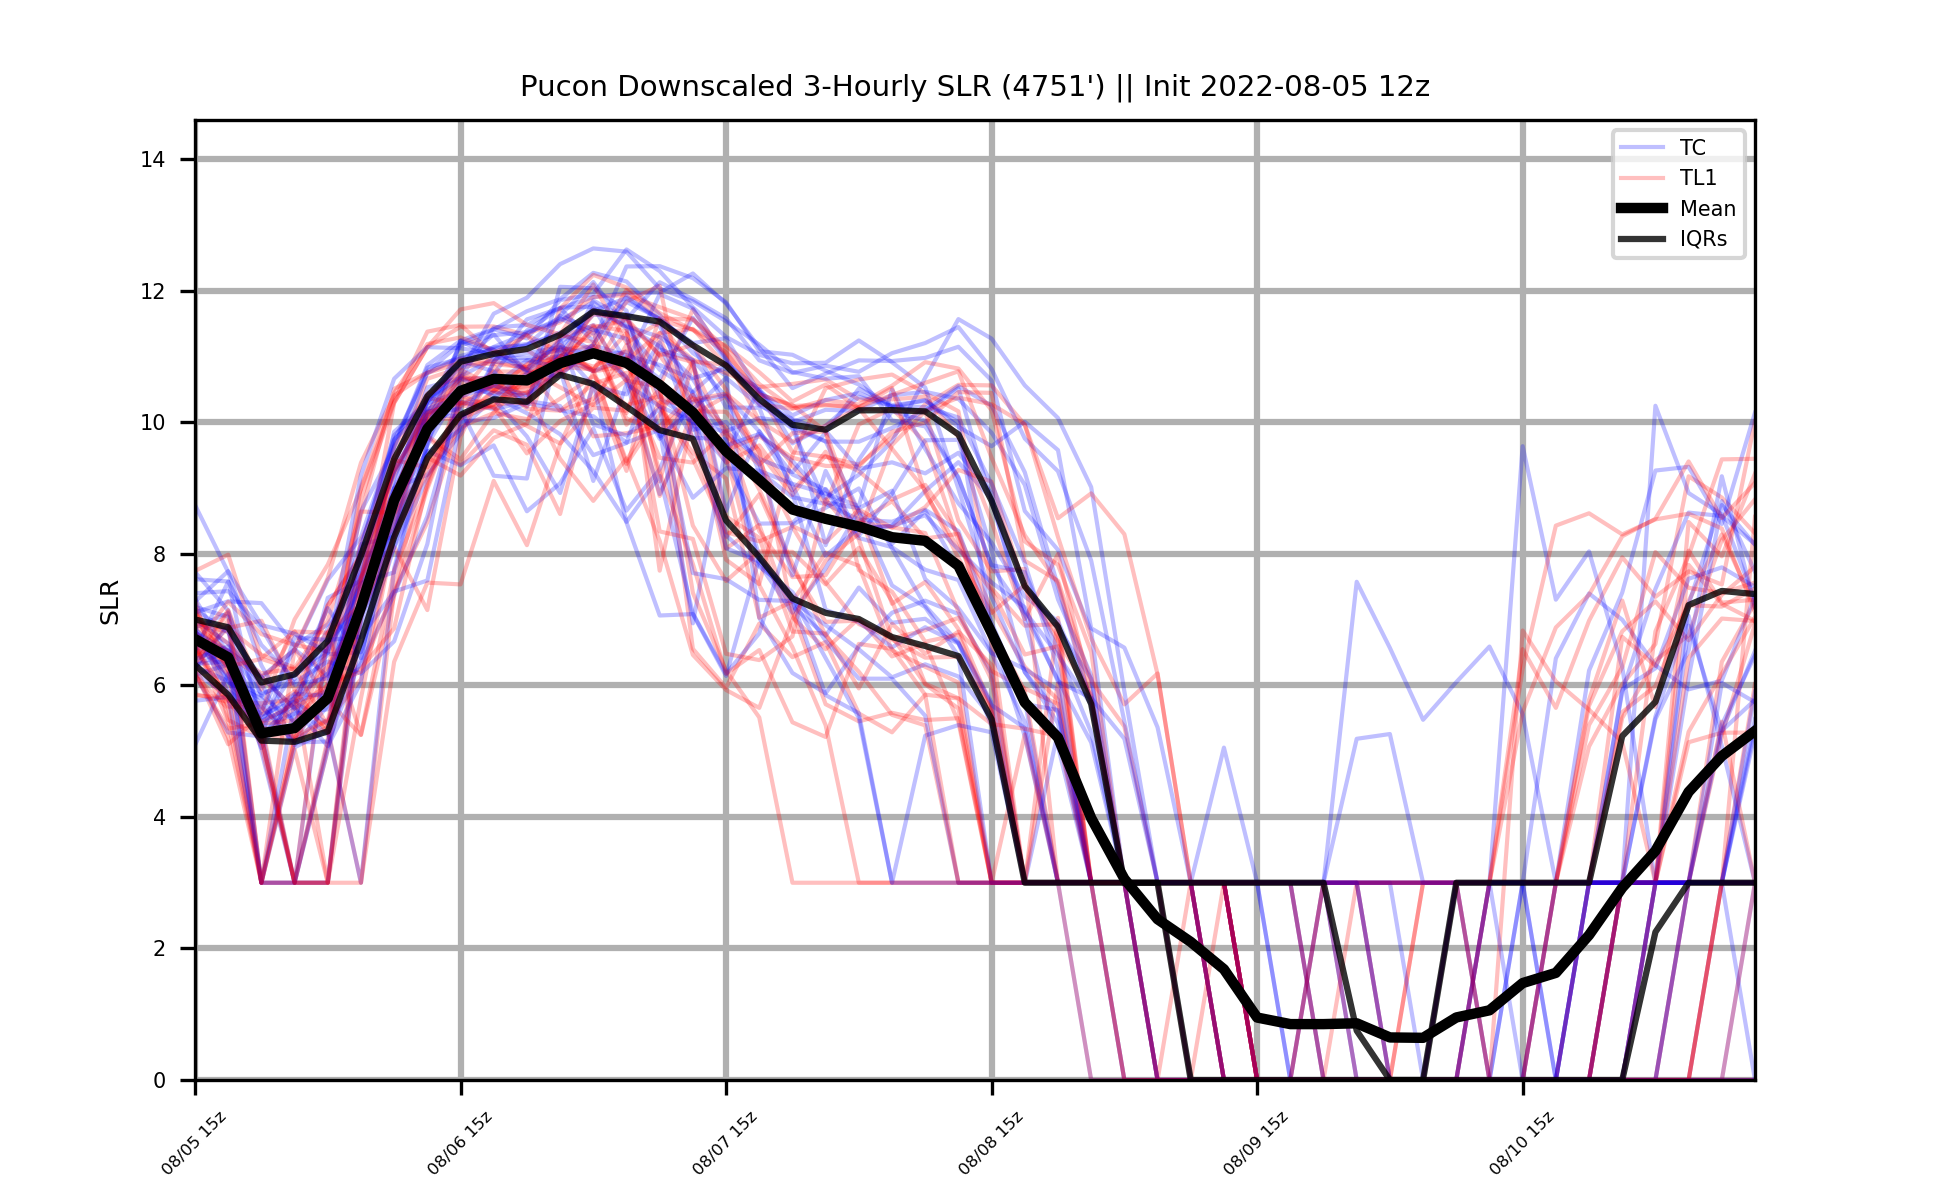 Pucon Downscaled 3-Hourly SLR (4751') || Init 2022-08-05 12z
TC
TL1
Mean
IQRs
SLR
14
12
10
8
6
4
2
0
08/05 15z
08/06 15z
08/07 15z
08/08 15z
08/09 15z
08/10 15z